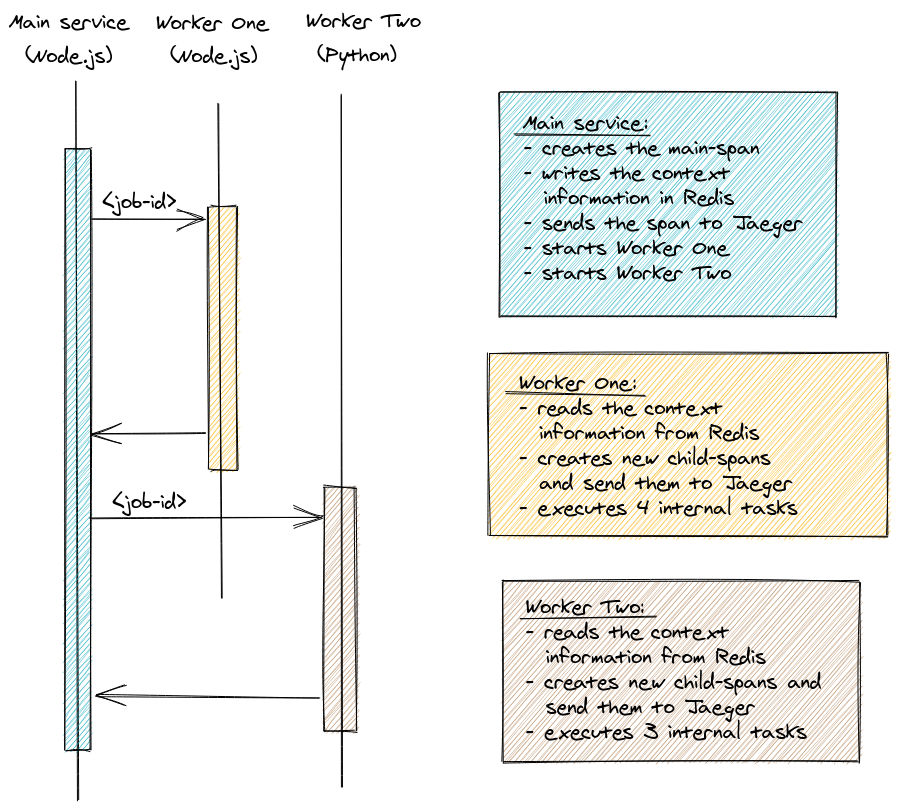 Main service
(Node.js)
Worker One
(Node.js)
Worker Two
(Python)
<job-id>
<job-id>
Main service:
- creates the main-span
- writes the context
information in Redis
- sends the span to Jaeger
- starts Worker One
- starts Worker Two
Worker One:
- reads the context
information from Redis
- creates new child-spans
and send them to Jaeger
- executes 4 internal tasks
Worker Two:
- reads the context
information from Redis
- creates new child-spans and
send them to Jaeger
- executes 3 internal tasks